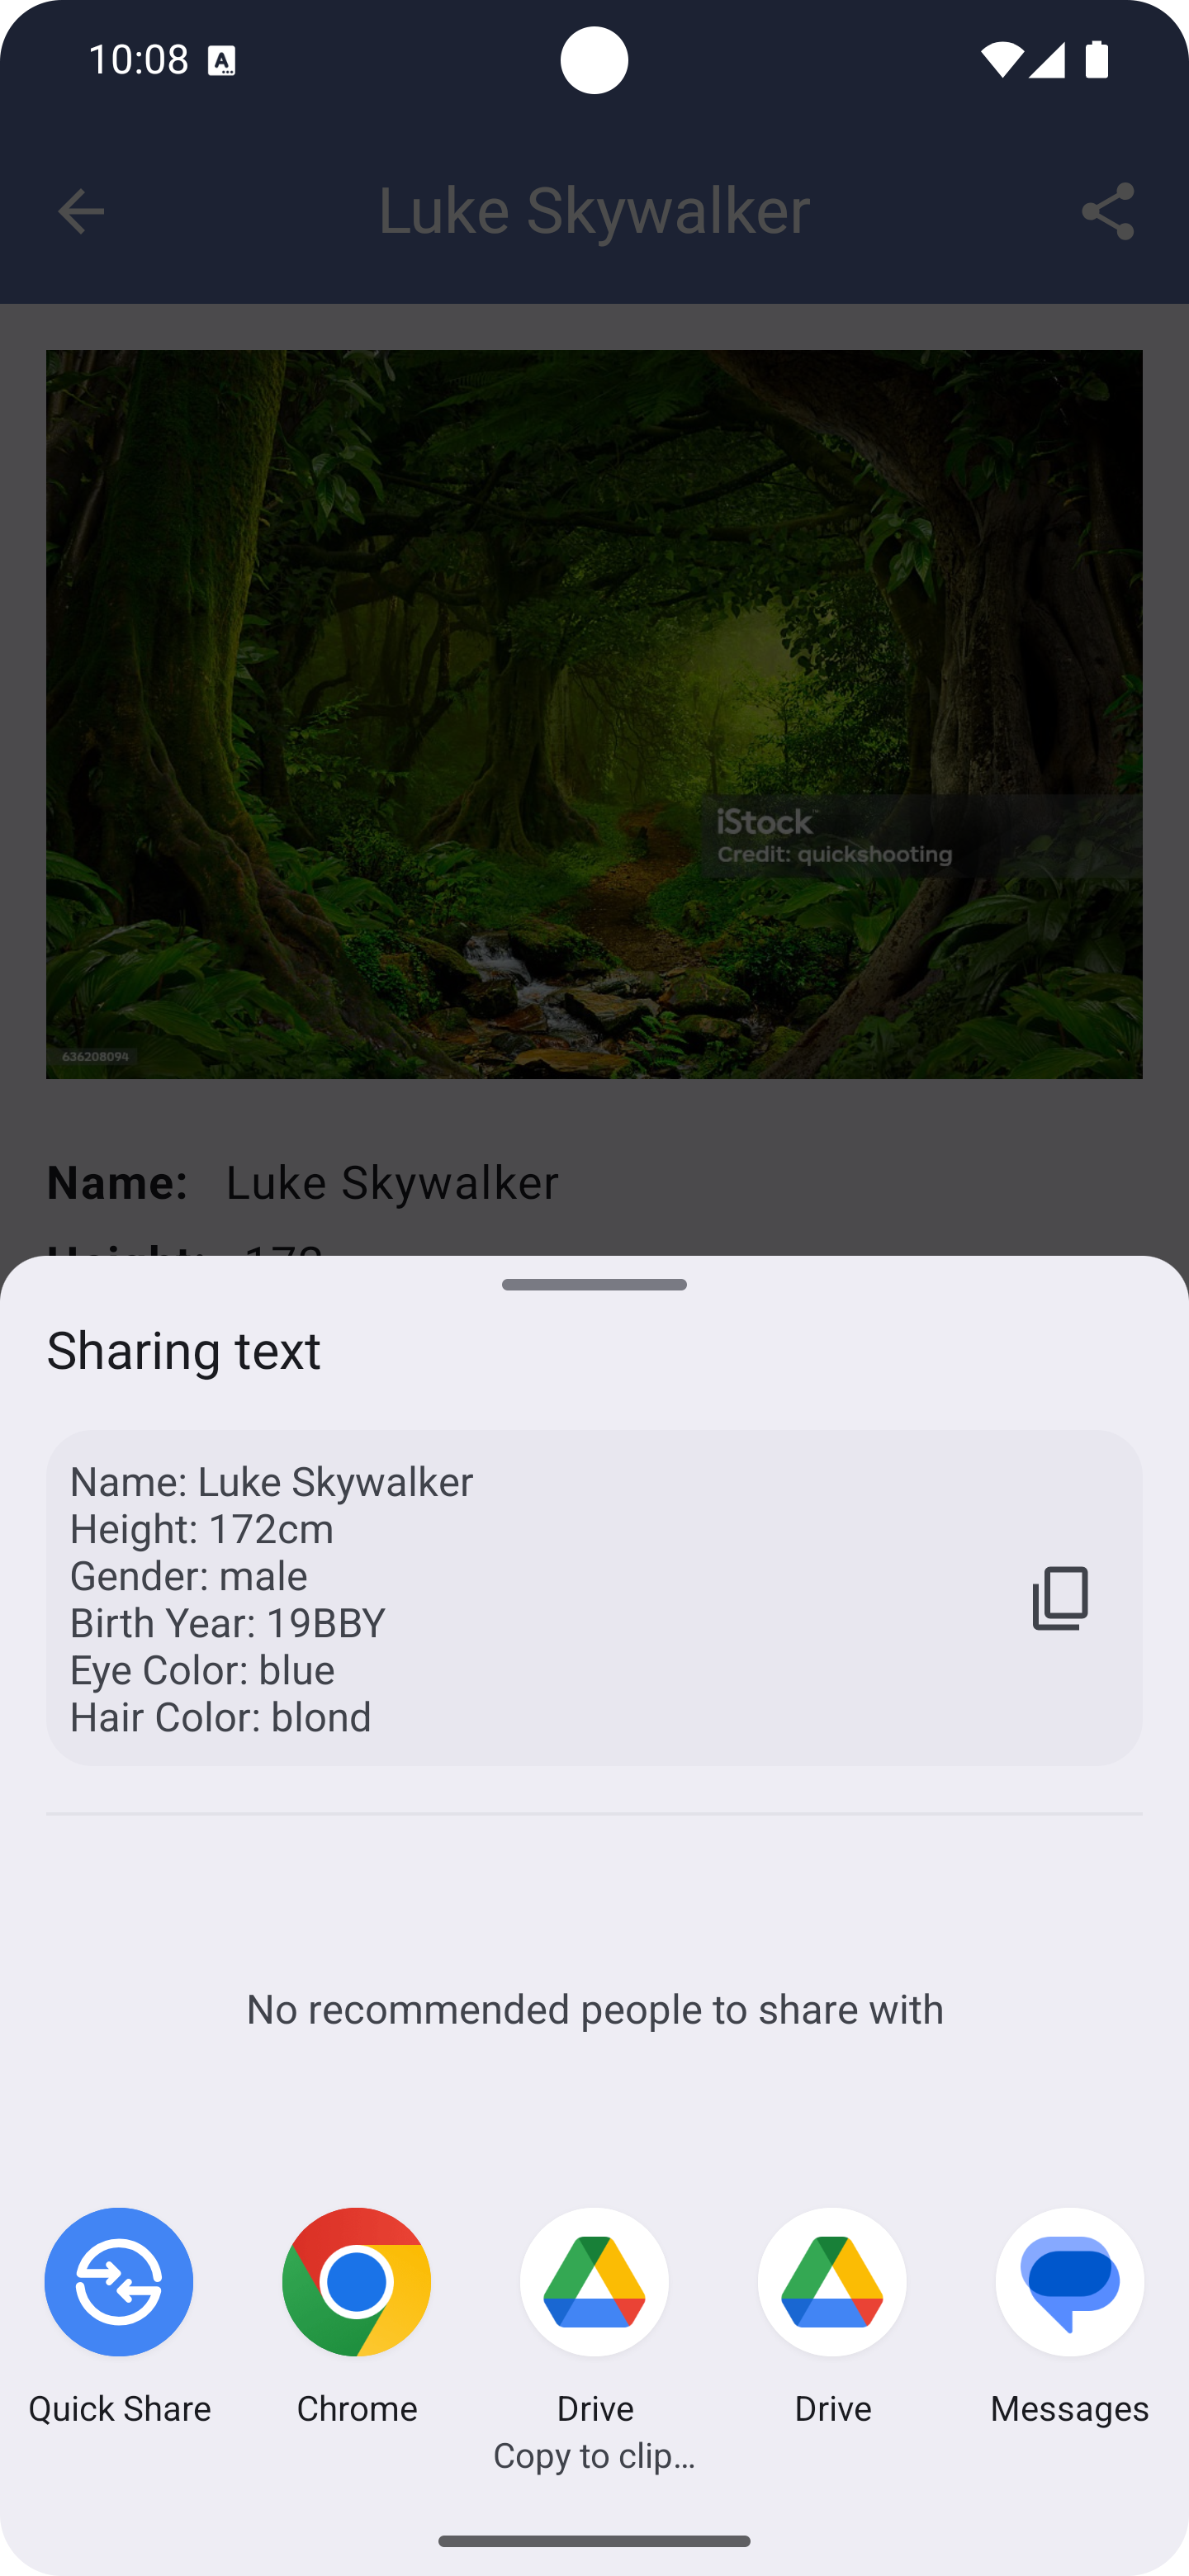 10:08
Luke Skywalker
iStock™
Credit: quickshooting
636208094
Name: Luke Skywalker
Sharing text
Name: Luke Skywalker
Height: 172cm
Gender: male
Birth Year: 19BBY
Eye Color: blue
Hair Color: blond
No recommended people to share with
Quick Share
Chrome
Drive
Copy to clip...
Drive
Messages